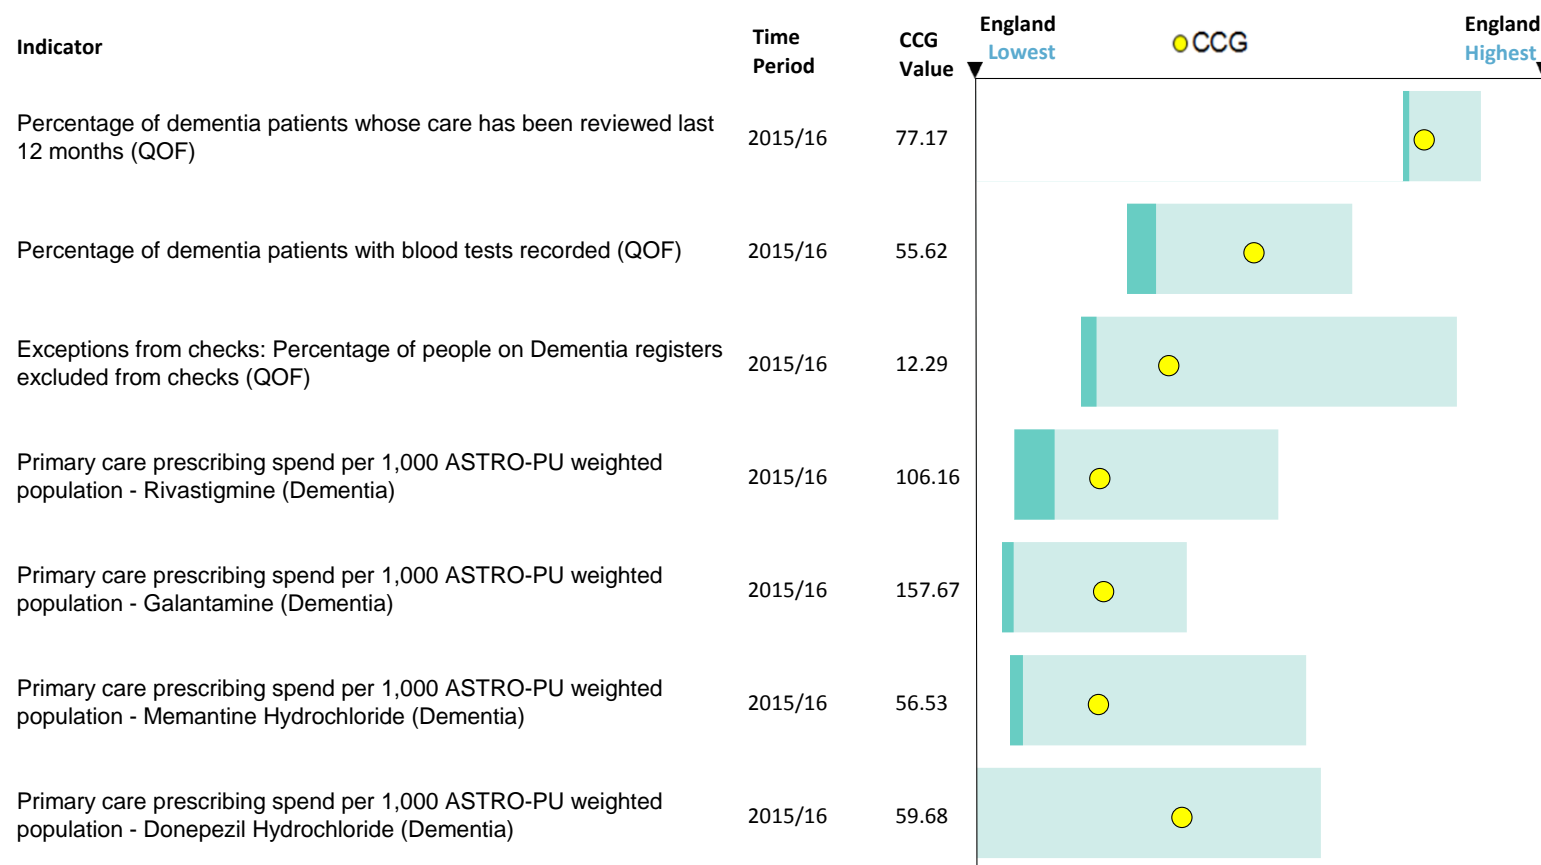 Indicator
Time
Period
CCG
Value
England
Lowest
CCG
England
Highest
Percentage of dementia patients whose care has been reviewed last
12 months (QOF)
2015/16
77.17
Percentage of dementia patients with blood tests recorded (QOF)
2015/16
55.62
Exceptions from checks: Percentage of people on Dementia registers
excluded from checks (QOF)
2015/16
12.29
Primary care prescribing spend per 1,000 ASTRO-PU weighted
population - Rivastigmine (Dementia)
2015/16
106.16
Primary care prescribing spend per 1,000 ASTRO-PU weighted
population - Galantamine (Dementia)
2015/16
157.67
Primary care prescribing spend per 1,000 ASTRO-PU weighted
population - Memantine Hydrochloride (Dementia)
2015/16
56.53
Primary care prescribing spend per 1,000 ASTRO-PU weighted
population - Donepezil Hydrochloride (Dementia)
2015/16
59.68